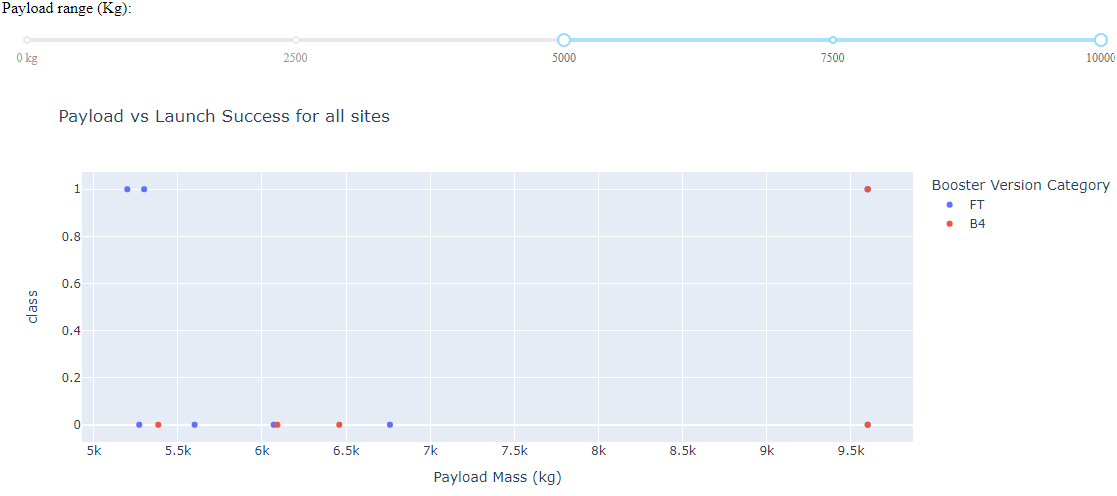 Payload range (Kg):
0 kg 2500 5000 7500 10000
Payload vs Launch Success for all sites
Booster Version Category
FT
B4
1
0.8
0.6
0.4
0.2
0
class
5k 5.5k 6k 6.5k 7k 7.5k 8k 8.5k 9k 9.5k
Payload Mass (kg)